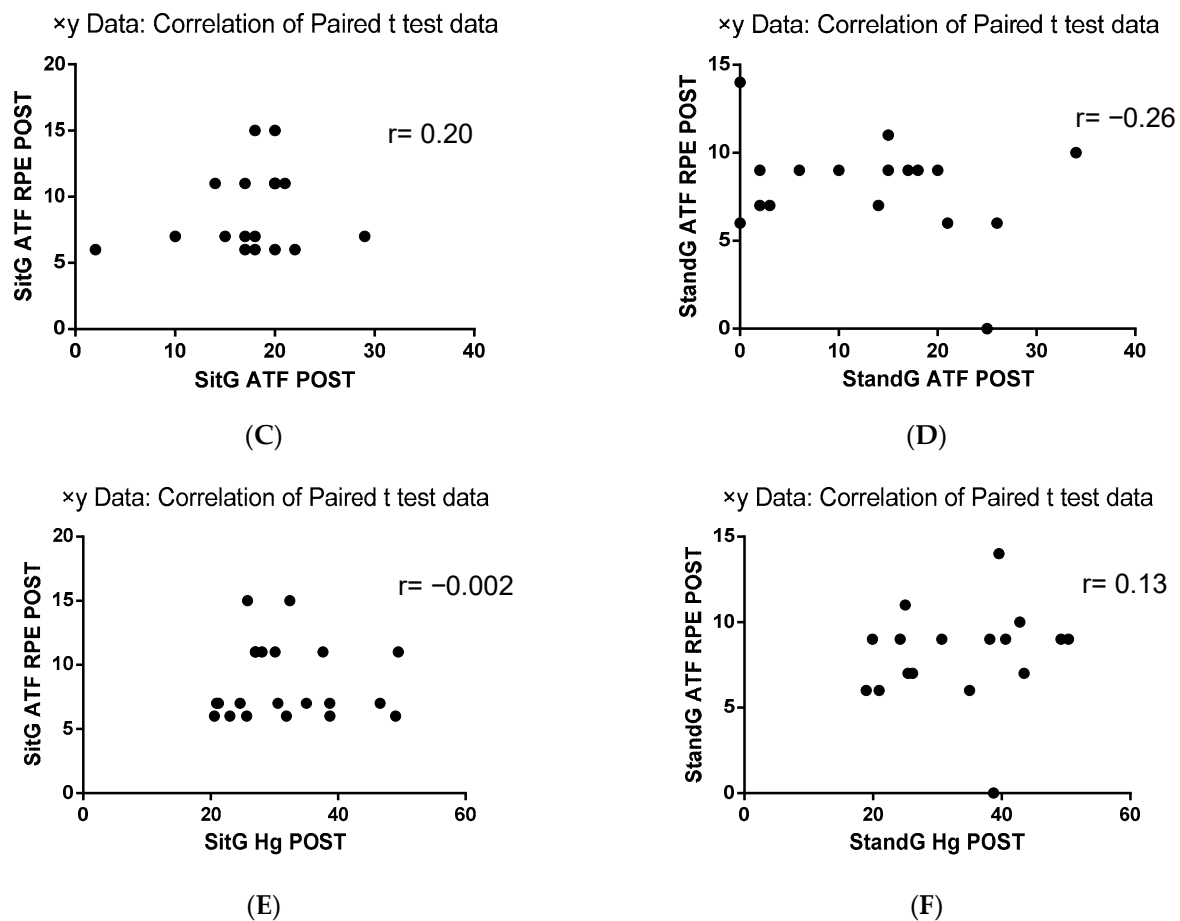 ×y Data: Correlation of Paired t test data
20
15
10
5
0
SitG ATF RPE POST
r= 0.20
0 10 20 30 40
SitG ATF POST
(C)
×y Data: Correlation of Paired t test data
15
10
5
0
StandG ATF RPE POST
r= −0.26
0 10 20 30 40
StandG ATF POST
(D)
×y Data: Correlation of Paired t test data
20
15
10
5
0
SitG ATF RPE POST
r= −0.002
0 20 40 60
SitG Hg POST
(E)
×y Data: Correlation of Paired t test data
15
10
5
0
StandG ATF RPE POST
r= 0.13
0 20 40 60
StandG Hg POST
(F)